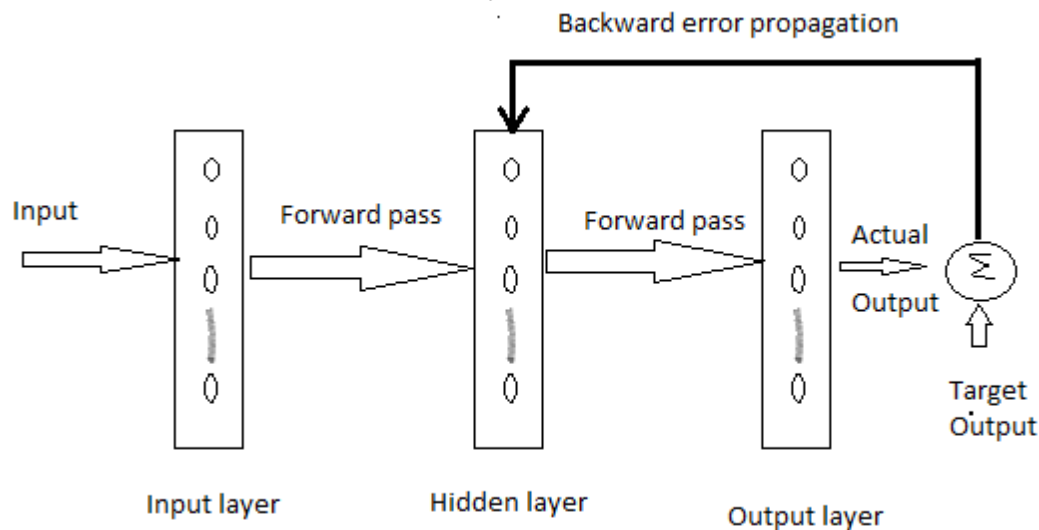 Backward error propagation
Input
Forward pass
Forward pass
Actual
Output
Σ
Target
Output
Input layer
Hidden layer
Output layer